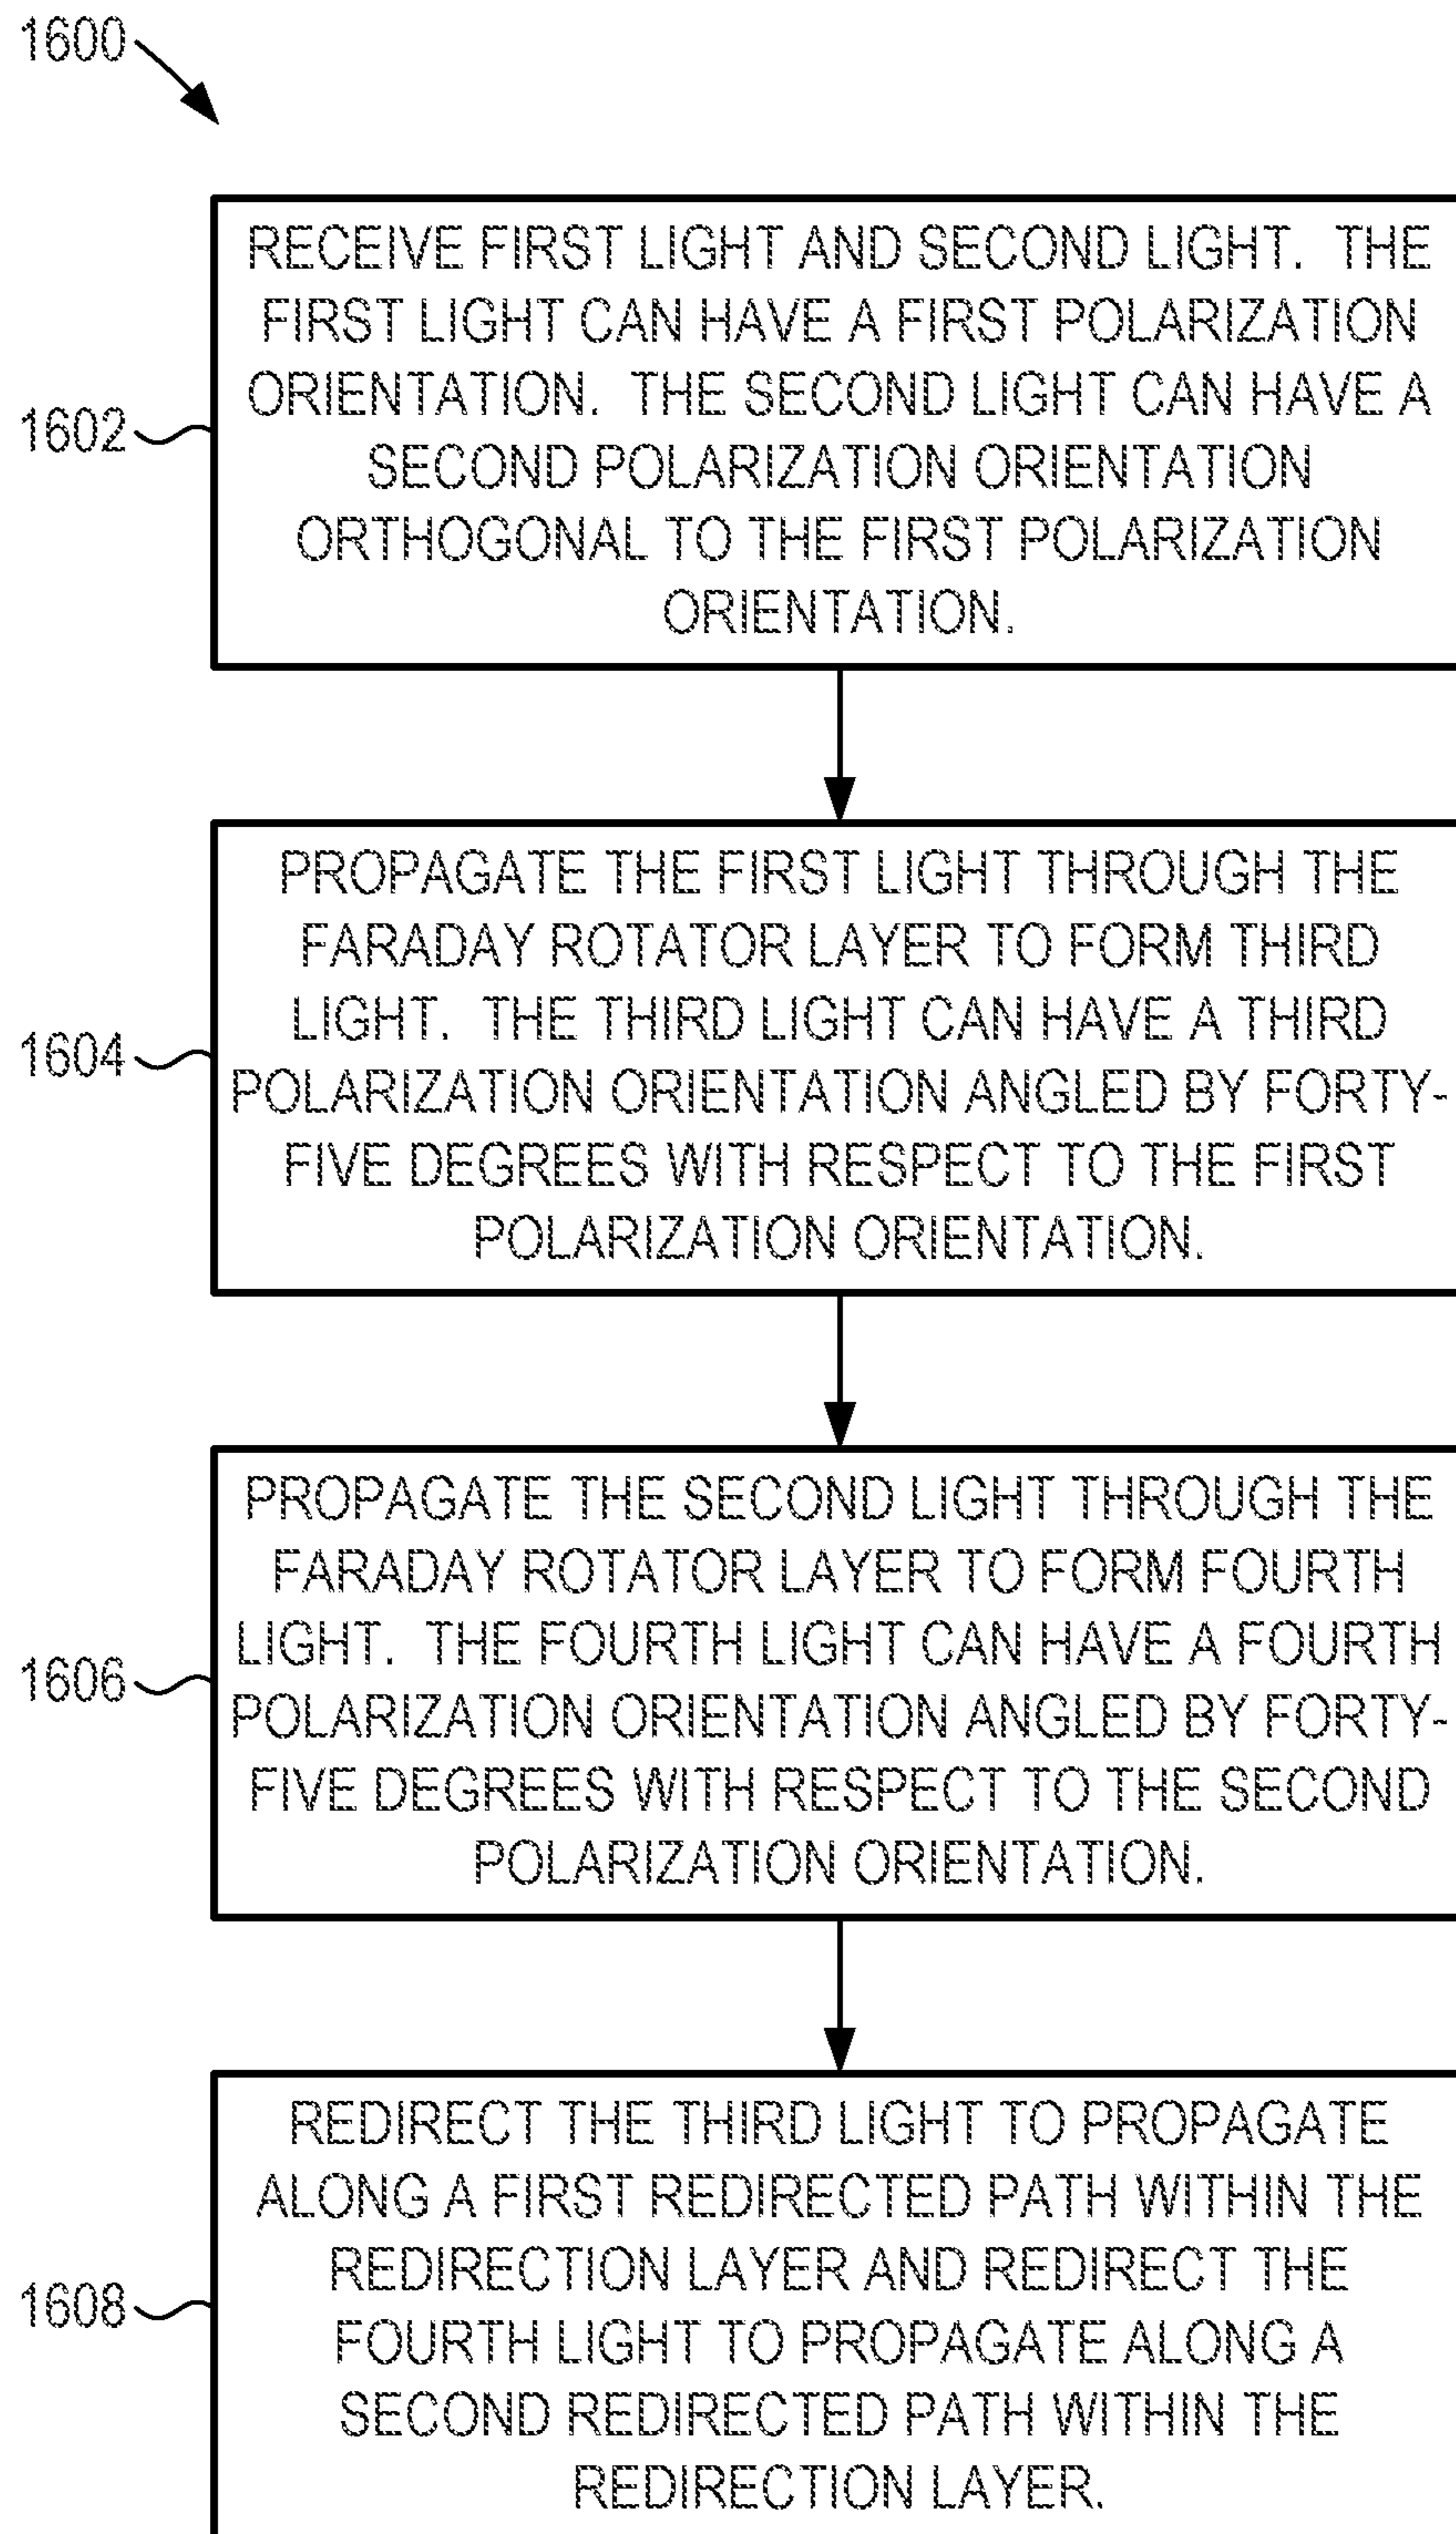 1600
RECEIVE FIRST LIGHT AND SECOND LIGHT. THE
FIRST LIGHT CAN HAVE A FIRST POLARIZATION
ORIENTATION. THE SECOND LIGHT CAN HAVE A
SECOND POLARIZATION ORIENTATION
ORTHOGONAL TO THE FIRST POLARIZATION
ORIENTATION.
1602
PROPAGATE THE FIRST LIGHT THROUGH THE
FARADAY ROTATOR LAYER TO FORM THIRD
LIGHT. THE THIRD LIGHT CAN HAVE A THIRD
POLARIZATION ORIENTATION ANGLED BY FORTY-
FIVE DEGREES WITH RESPECT TO THE FIRST
POLARIZATION ORIENTATION.
1604
PROPAGATE THE SECOND LIGHT THROUGH THE
FARADAY ROTATOR LAYER TO FORM FOURTH
LIGHT. THE FOURTH LIGHT CAN HAVE A FOURTH
POLARIZATION ORIENTATION ANGLED BY FORTY-
FIVE DEGREES WITH RESPECT TO THE SECOND
POLARIZATION ORIENTATION.
1606
REDIRECT THE THIRD LIGHT TO PROPAGATE
ALONG A FIRST REDIRECTED PATH WITHIN THE
REDIRECTION LAYER AND REDIRECT THE
FOURTH LIGHT TO PROPAGATE ALONG A
SECOND REDIRECTED PATH WITHIN THE
REDIRECTION LAYER.
1608